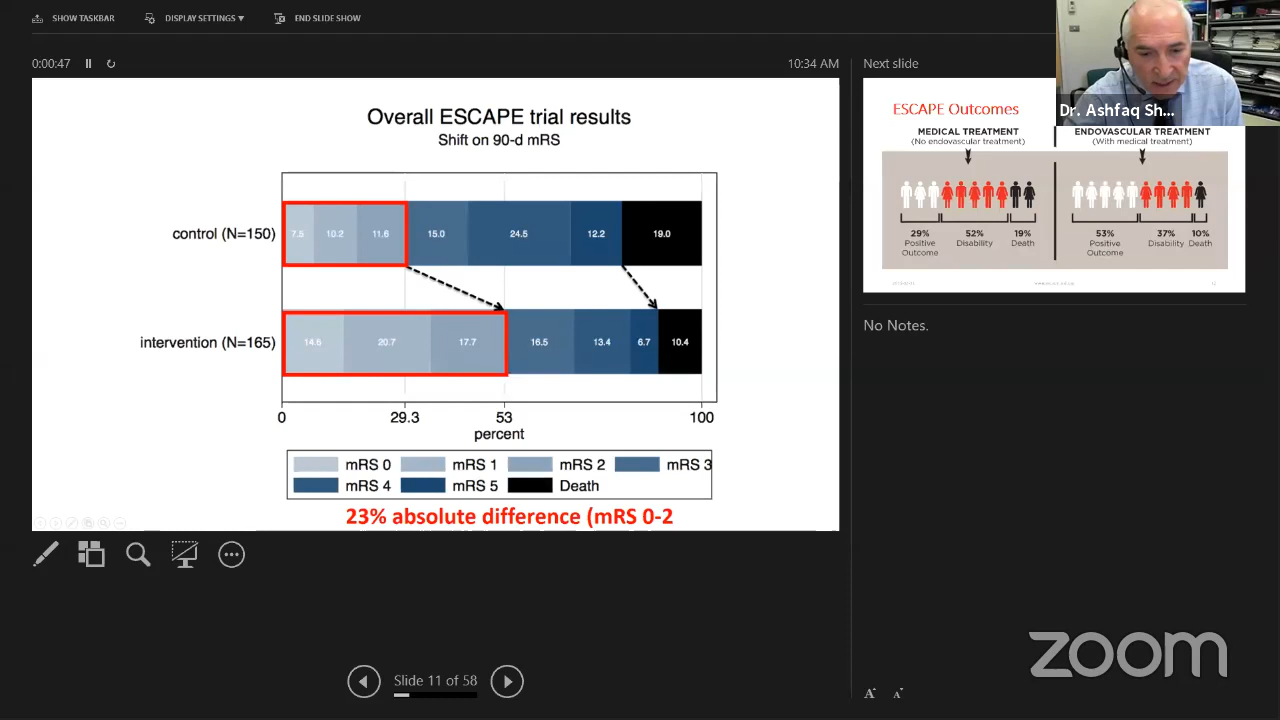 SHOW TASKBAR
DISPLAY SETTINGS ▾
END SLIDE SHOW
0:00:47
10:34 AM
Overall ESCAPE trial results
Shift on 90-d mRS
control (N=150)
7.5 10.2 11.6 15.0 24.5 12.2 19.0
intervention (N=165)
14.6 20.7 17.7 16.5 13.4 6.7 10.4
0 29.3 53 100
percent
mRS 0 mRS 1 mRS 2 mRS 3
mRS 4 mRS 5 Death
23% absolute difference (mRS 0-2
Slide 11 of 58
Next slide
Dr. Ashfaq Sh...
ESCAPE Outcomes
MEDICAL TREATMENT
(No endovascular treatment)
ENDOVASCULAR TREATMENT
(With medical treatment)
29% 52% 19%
Positive Disability Death
Outcome
53% 37% 10%
Positive Disability Death
Outcome
No Notes.
zoom
A A